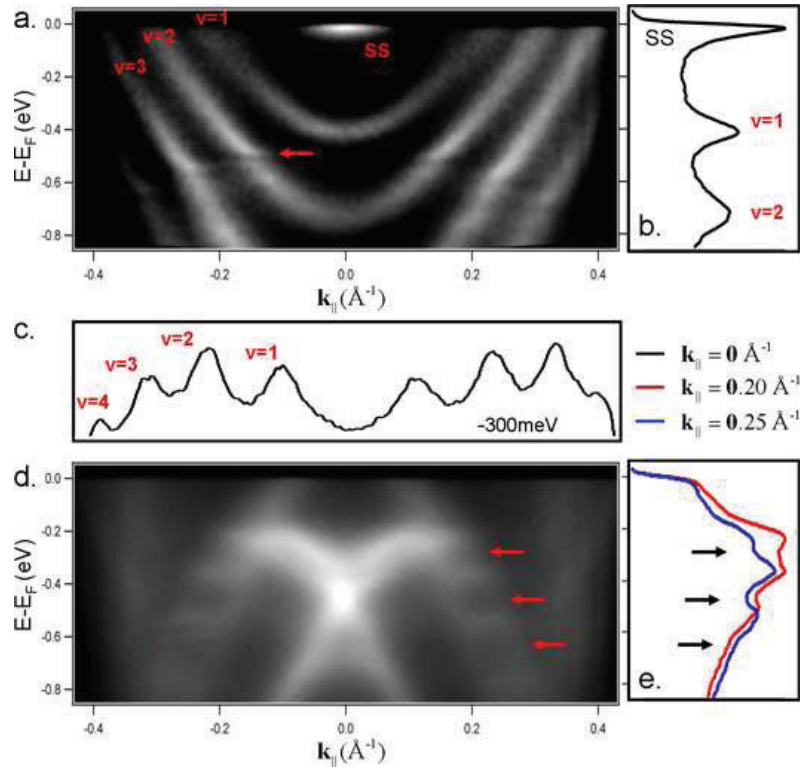 a.
ν=1
ν=2
ν=3
SS
E-E_F (eV)
0.0
-0.2
-0.4
-0.6
-0.8
-0.4
-0.2
0.0
0.2
0.4
k_|| (Å⁻¹)
SS
ν=1
ν=2
b.
c.
ν=4
ν=3
ν=2
ν=1
-300meV
k_|| = 0 Å⁻¹
k_|| = 0.20 Å⁻¹
k_|| = 0.25 Å⁻¹
d.
E-E_F (eV)
0.0
-0.2
-0.4
-0.6
-0.8
-0.4
-0.2
0.0
0.2
0.4
k_|| (Å⁻¹)
e.